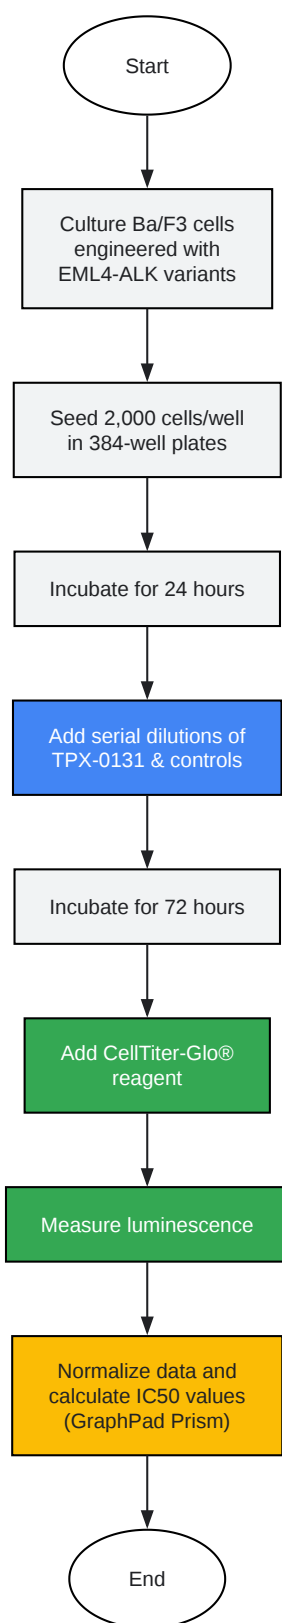 Start
Culture Ba/F3 cells
engineered with
EML4-ALK variants
Seed 2,000 cells/well
in 384-well plates
Incubate for 24 hours
Add serial dilutions of
TPX-0131 & controls
Incubate for 72 hours
Add CellTiter-Glo®
reagent
Measure luminescence
Normalize data and
calculate IC50 values
(GraphPad Prism)
End